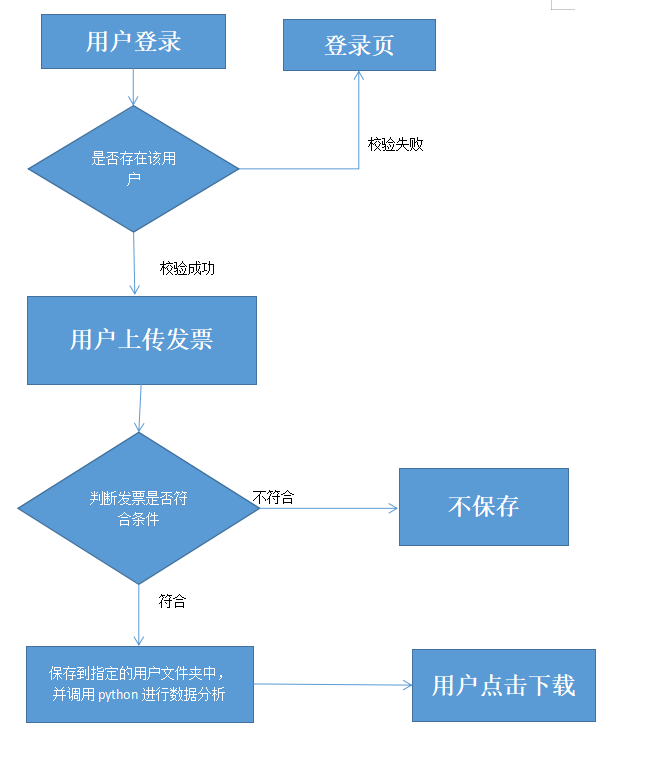 用户登录
登录页
是否存在该用
户
校验失败
校验成功
用户上传发票
判断发票是否符
合条件
不符合
不保存
符合
保存到指定的用户文件夹中，
并调用 python 进行数据分析
用户点击下载